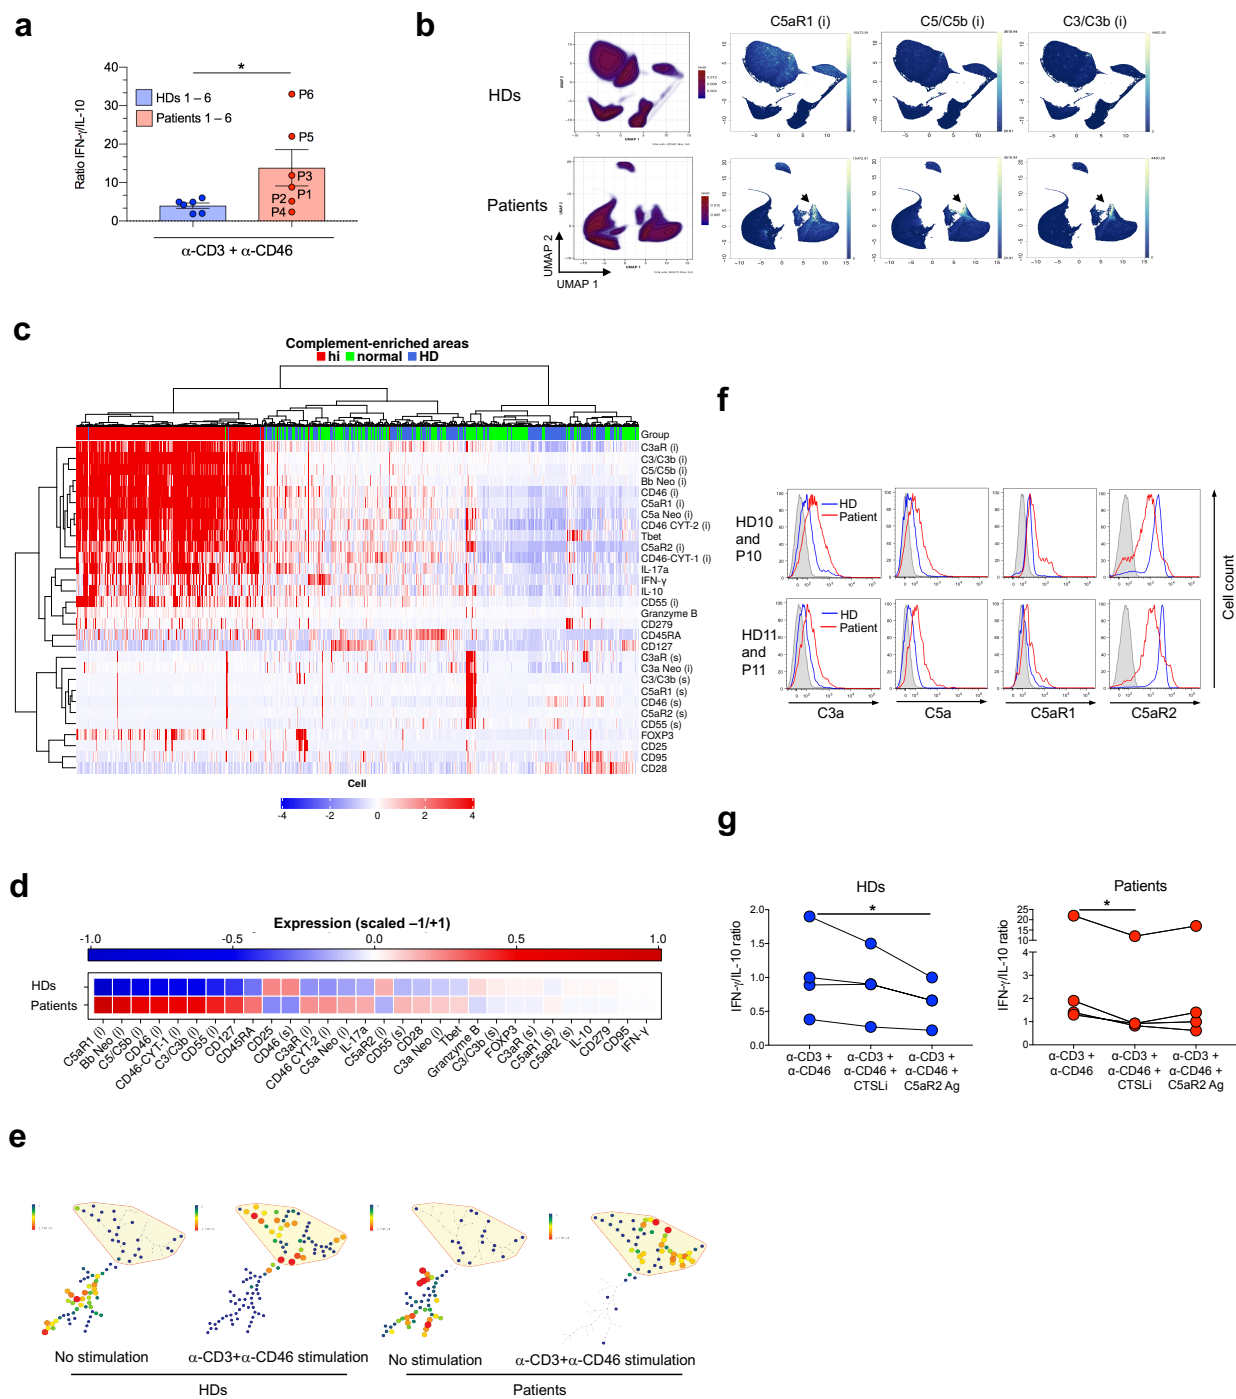 a
*
40
30
20
10
0
Ratio IFN-γ/IL-10
HDs 1 – 6
Patients 1 – 6
P6
P5
P3
P1
P2
P4
α-CD3 + α-CD46
b
C5aR1 (i)
C5/C5b (i)
C3/C3b (i)
HDs
Patients
UMAP 2
UMAP 1
c
Complement-enriched areas
hi normal HD
Group
C3aR (i)
C3/C3b (i)
C5/C5b (i)
Bb Neo (i)
CD46 (i)
C5aR1 (i)
C5a Neo (i)
CD46 CYT-2 (i)
Tbet
C5aR2 (i)
CD46-CYT-1 (i)
IL-17a
IFN-γ
IL-10
CD55 (i)
Granzyme B
CD279
CD45RA
CD127
C3aR (s)
C3a Neo (i)
C3/C3b (s)
C5aR1 (s)
CD46 (s)
C5aR2 (s)
CD55 (s)
FOXP3
CD25
CD95
CD28
Cell
-4 -2 0 2 4
d
Expression (scaled –1/+1)
-1.0 -0.5 0.0 0.5 1.0
HDs
Patients
C5aR1 (i)
Bb Neo (i)
C5/C5b (i)
CD46 (i)
CD46-CYT-1 (i)
C3/C3b (i)
CD55 (i)
CD127
CD45RA
CD25
CD46 (s)
C3aR (i)
CD46 CYT-2 (i)
C5a Neo (i)
IL-17a
C5aR2 (i)
CD55 (s)
CD28
C3a Neo (i)
Tbet
Granzyme B
C3/C3b (s)
FOXP3
C3aR (s)
C5aR1 (s)
C5aR2 (s)
IL-10
CD279
CD95
IFN-γ
e
No stimulation
α-CD3+α-CD46 stimulation
No stimulation
α-CD3+α-CD46 stimulation
HDs
Patients
f
HD10
and
P10
HD
Patient
HD11
and
P11
HD
Patient
Cell count
C3a
C5a
C5aR1
C5aR2
g
HDs
*
2.0
1.5
1.0
0.5
0.0
IFN-γ/IL-10 ratio
α-CD3 +
α-CD46
α-CD3 +
α-CD46 +
CTSLi
α-CD3 +
α-CD46 +
C5aR2 Ag
Patients
*
25
20
15
10
4
2
1
0
IFN-γ/IL-10 ratio
α-CD3 +
α-CD46
α-CD3 +
α-CD46 +
CTSLi
α-CD3 +
α-CD46 +
C5aR2 Ag